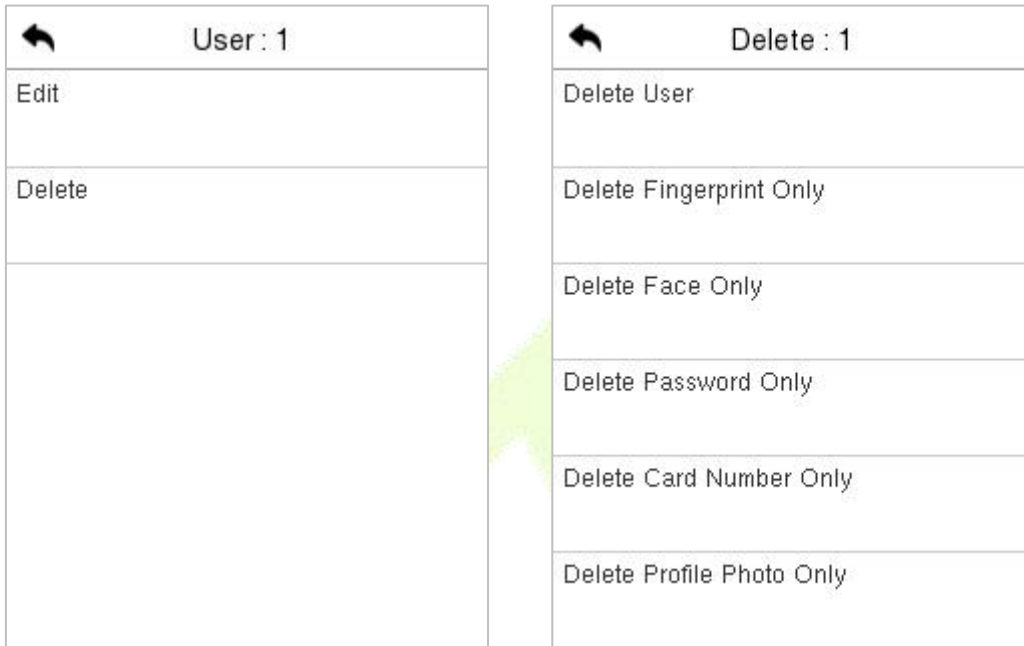 User : 1
Edit
Delete
Delete : 1
Delete User
Delete Fingerprint Only
Delete Face Only
Delete Password Only
Delete Card Number Only
Delete Profile Photo Only